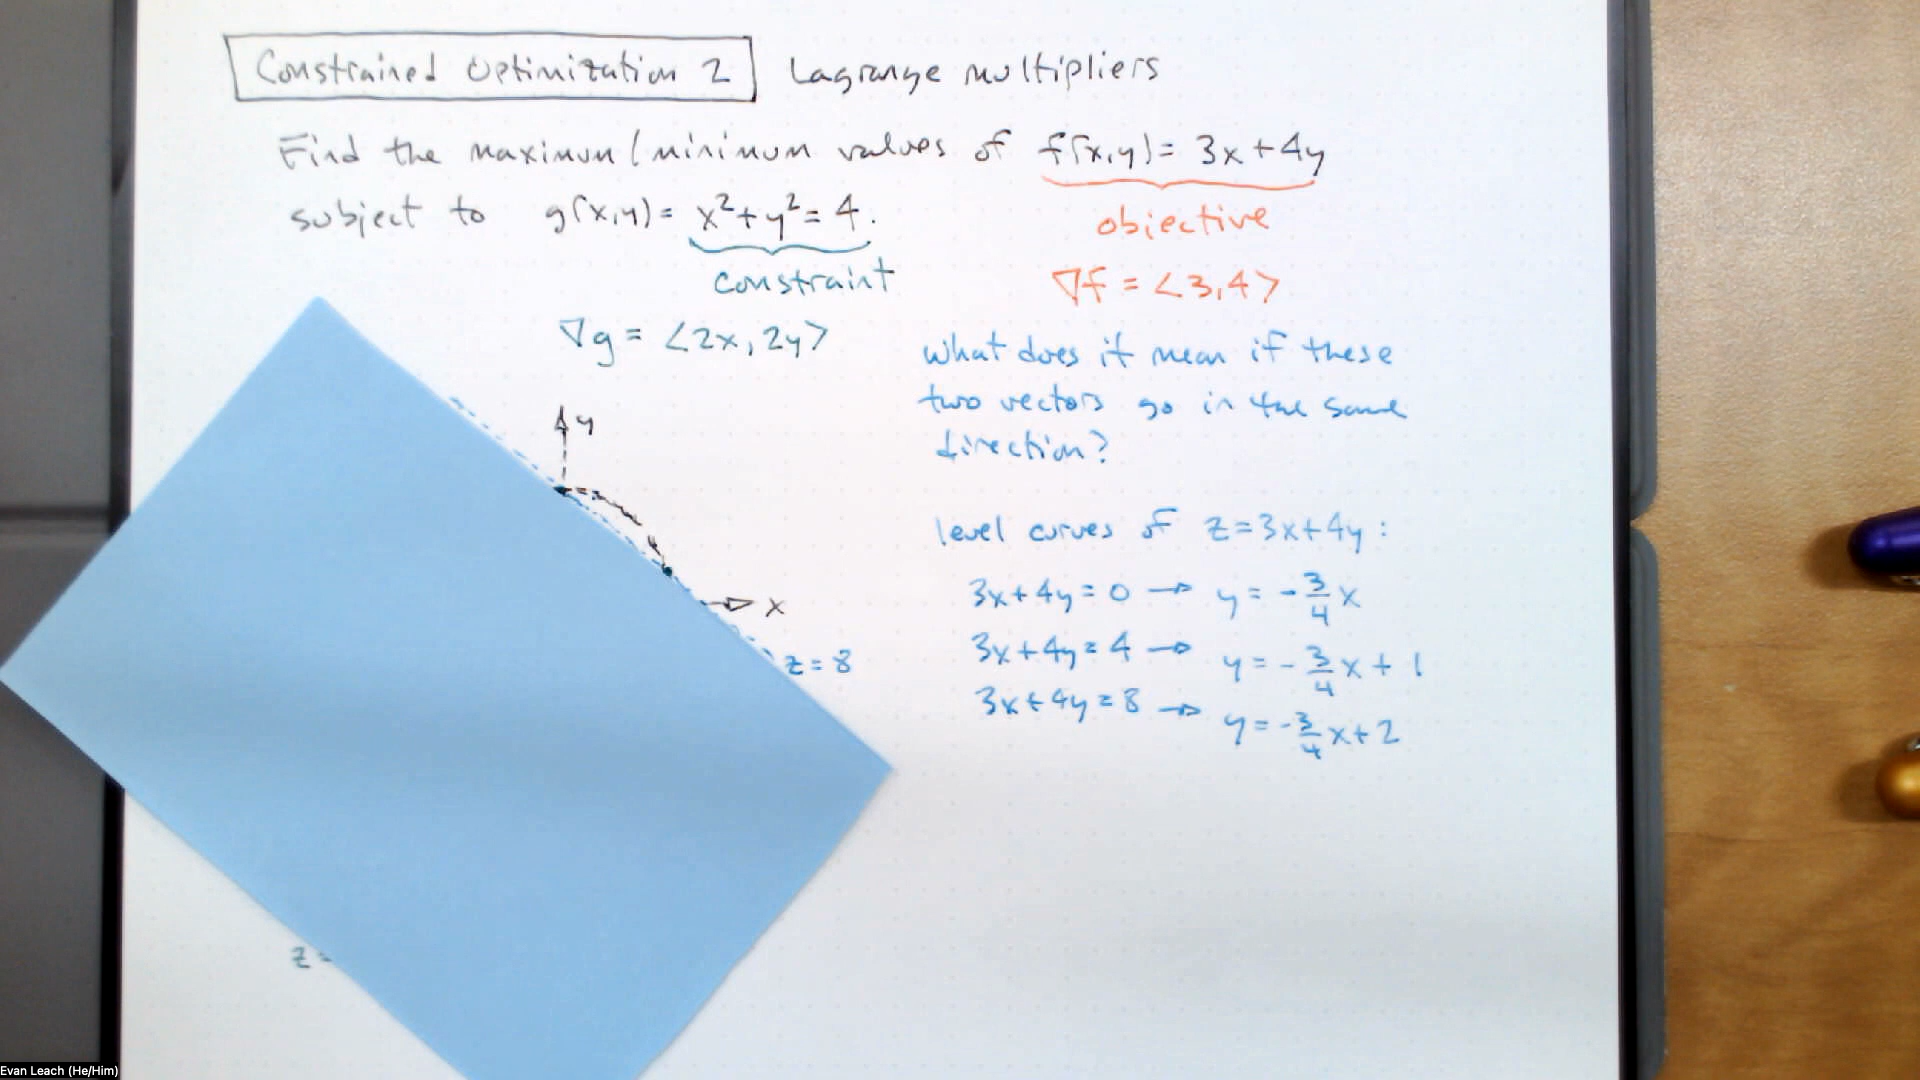 Constrained Optimization 2 Lagrange multipliers
Find the maximum/minimum values of f(x,y) = 3x+4y
subject to g(x,y) = x²+y² = 4.
objective
constraint
∇f = <3,4>
∇g = <2x, 2y>
what does it mean if these
two vectors go in the same
direction?
y
level curves of z=3x+4y:
3x+4y=0 → y = -3/4 x
x
3x+4y=4 → y = -3/4 x + 1
z=8
3x+4y=8 → y = -3/4 x + 2
z=
Evan Leach (He/Him)